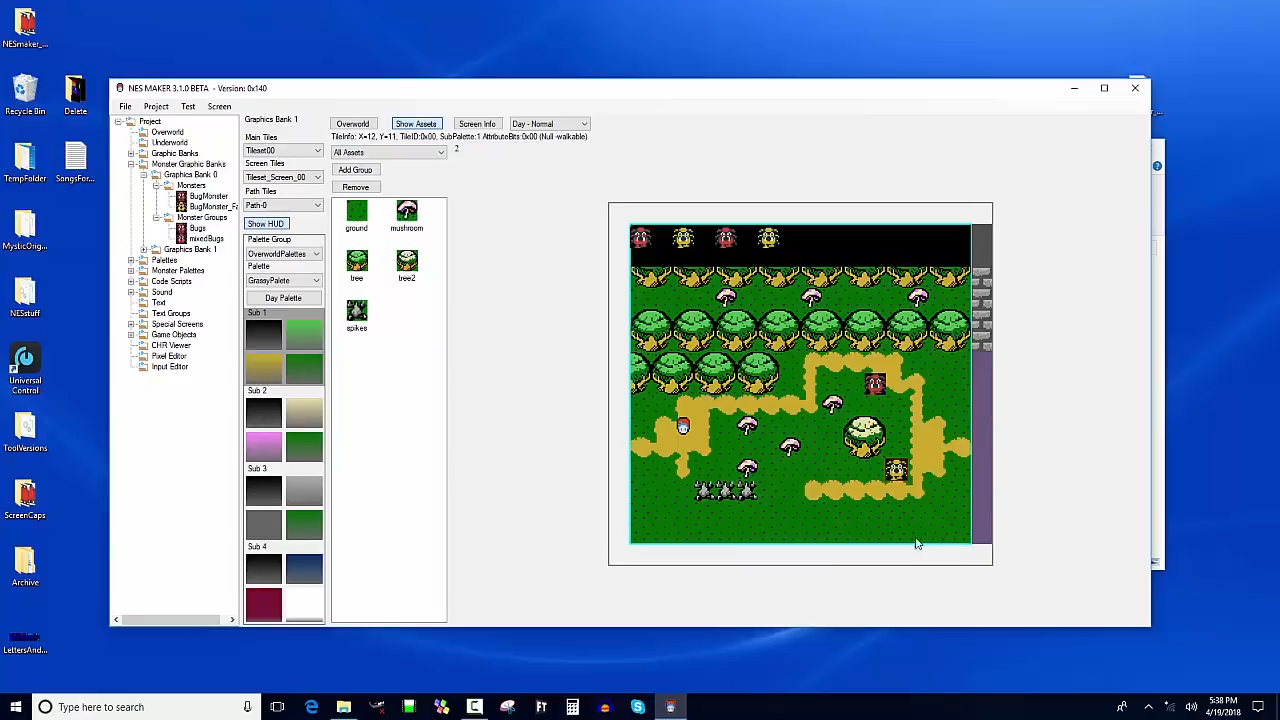 NESmaker_...
Recycle Bin
Delete
TempFolder
SongsFor...
MysticOrig...
NESstuff
Universal
Control
ToolVersions
ScreenCaps
Archive
LettersAnd...
NES MAKER 3.1.0 BETA - Version: 0x140
File
Project
Test
Screen
Project
Overworld
Underworld
Graphic Banks
Monster Graphic Banks
Graphics Bank 0
Monsters
BugMonster
BugMonster_Fa
Monster Groups
Bugs
mixedBugs
Graphics Bank 1
Palettes
Monster Palettes
Code Scripts
Sound
Text
Text Groups
Special Screens
Game Objects
CHR Viewer
Pixel Editor
Input Editor
Graphics Bank 1
Main Tiles
Tileset00
Screen Tiles
Tileset_Screen_00
Path Tiles
Path-0
Show HUD
Palette Group
OverworldPalettes
Palette
GrassyPalete
Day Palette
Sub 1
Sub 2
Sub 3
Sub 4
Overworld
Show Assets
Screen Info
Day - Normal
TileInfo: X=12, Y=11, TileID:0x00, SubPalette:1 AttributeBits:0x00 (Null -walkable)
All Assets
2
Add Group
Remove
ground
mushroom
tree
tree2
spikes
Type here to search
5:38 PM
4/19/2018